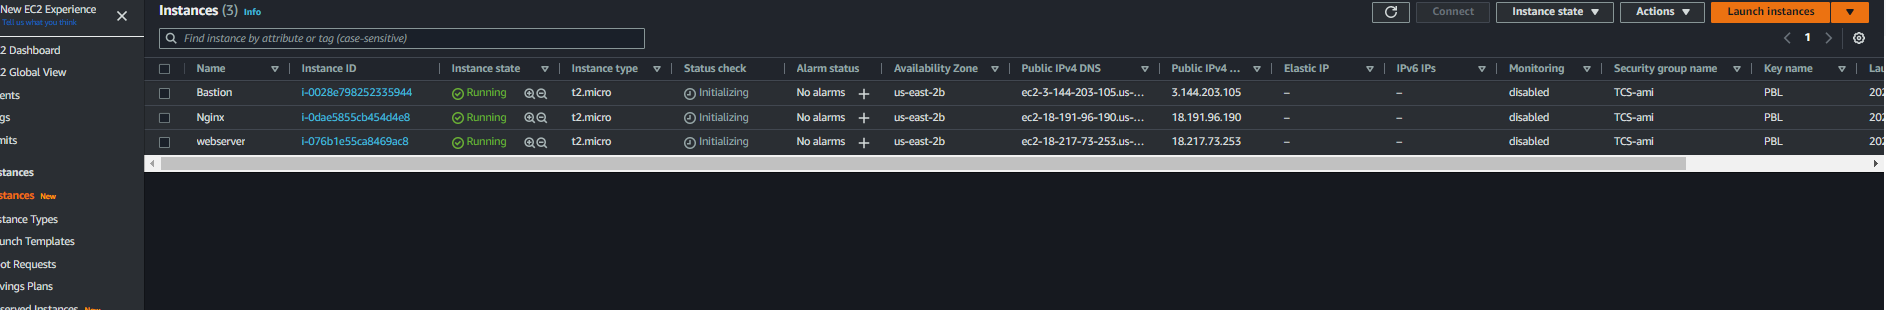 New EC2 Experience
Tell us what you think
2 Dashboard
2 Global View
ents
gs
mits
stances
stances New
stance Types
unch Templates
ot Requests
vings Plans
served Instances New
Instances (3) Info
Connect
Instance state
Actions
Launch instances
Find instance by attribute or tag (case-sensitive)
1
Name Instance ID Instance state Instance type Status check Alarm status Availability Zone Public IPv4 DNS Public IPv4 ... Elastic IP IPv6 IPs Monitoring Security group name Key name Lau
Bastion i-0028e798252335944 Running t2.micro Initializing No alarms + us-east-2b ec2-3-144-203-105.us-... 3.144.203.105 – – disabled TCS-ami PBL 202
Nginx i-0dae5855cb454d4e8 Running t2.micro Initializing No alarms + us-east-2b ec2-18-191-96-190.us-... 18.191.96.190 – – disabled TCS-ami PBL 202
webserver i-076b1e55ca8469ac8 Running t2.micro Initializing No alarms + us-east-2b ec2-18-217-73-253.us-... 18.217.73.253 – – disabled TCS-ami PBL 202